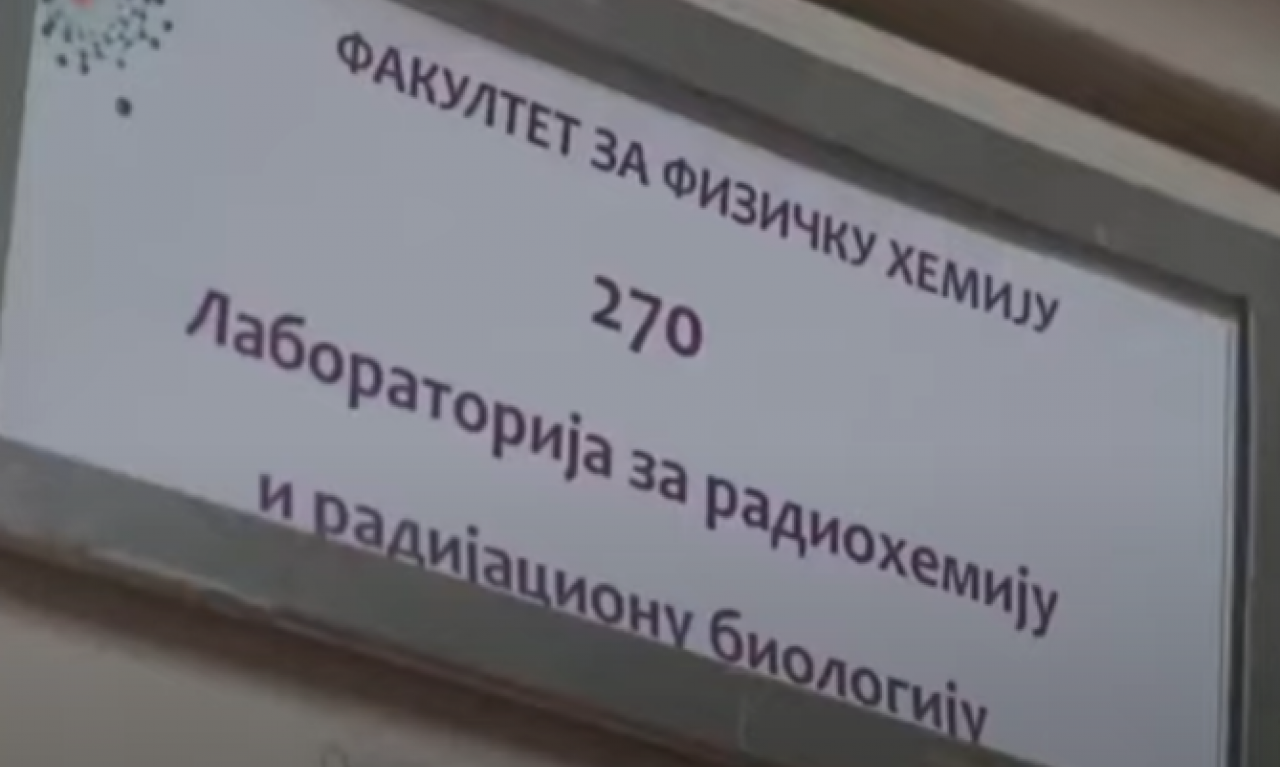 ФАКУЛТЕТ ЗА ФИЗИЧКУ ХЕМИЈУ
270
Лабораторија за радиохемију
и радијациону биологију